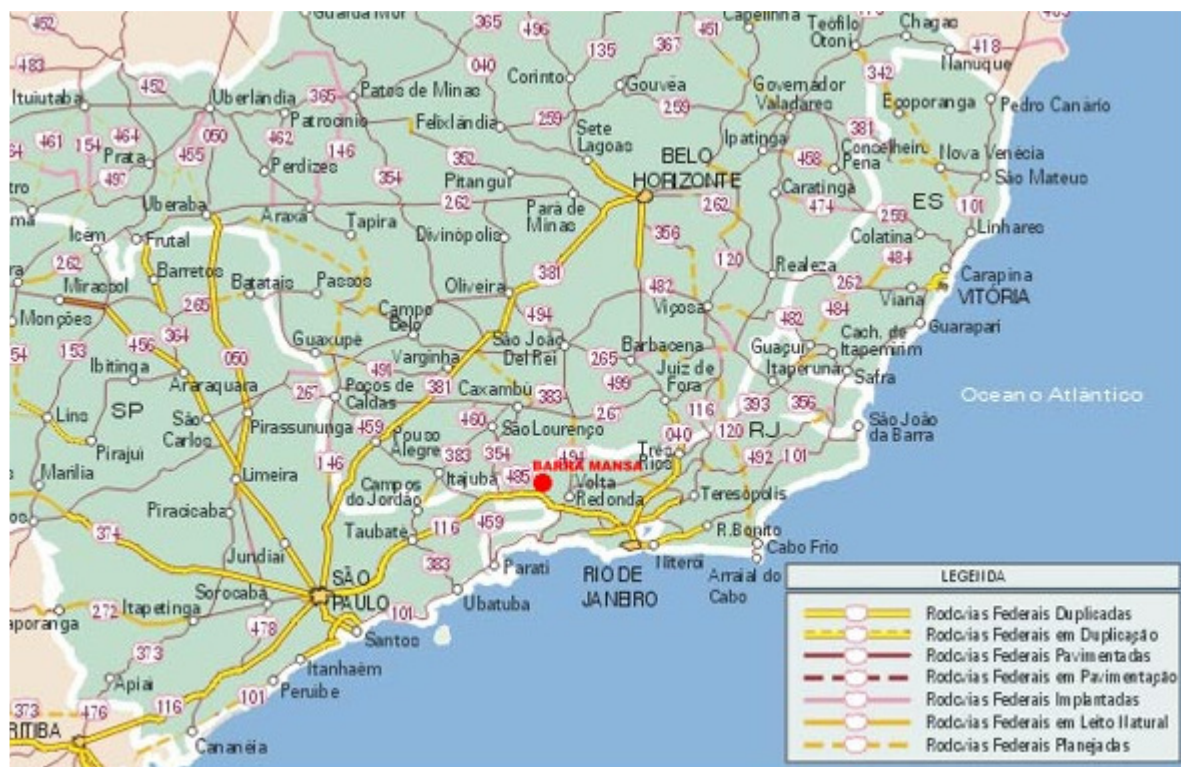 452
Guarda Mor
365
496
135
367
461
Capelinha
Teófilo
Otoni
Chagas
418
Nanuque
483
452
040
Corinto
Gouvêa
Governador
Valadares
342
Ecoporanga
Pedro Canário
Ituiutaba
Uberlândia
365
Patos de Minas
Patrocínio
Felixlândia
259
259
Sete
Lagoas
Ipatinga
381
461
154
464
050
462
146
Prata
455
Perdizes
352
354
Pitanguí
BELO
HORIZONTE
458
Conselheiro
Pena
Nova Venécia
São Mateus
497
Uberaba
Araxá
262
Tapira
Divinópolis
Pará de
Minas
262
Caratinga
474
259
ES
101
Colatina
Linhares
Icém
Frutal
356
120
262
Mirassol
Barretos
Batatais
Passos
Oliveira
381
Realeza
262
484
Carapina
Viana
VITÓRIA
Monções
265
364
456
Campo
Belo
494
São João
Del Rei
482
Viçosa
482
484
Guarapari
153
050
Guaxupé
Varginha
265
Barbacena
Guaçuí
Cach. de
Itapemirim
Ibitinga
Araraquara
491
381
Caxambú
499
Juiz de
Fora
Itaperuna
Safra
SP
267
Poços de
Caldas
383
267
116
393
356
Oceano Atlântico
Lins
São
Carlos
Pirassununga
459
460
São Lourenço
040
120
RJ
São João
da Barra
Pirajuí
Pouso
Alegre
383
354
494
Três
Rios
492
101
Marília
Limeira
146
Itajubá
485
BARRA MANSA
Volta
Redonda
Campos
do Jordão
Teresópolis
374
Piracicaba
Taubaté
116
459
R.Bonito
Jundiaí
383
Parati
Niterói
Cabo Frio
SÃO
PAULO
RIO DE
JANEIRO
Arraial do
Cabo
Sorocaba
Ubatuba
272
Itapetinga
101
478
Santos
373
Itanhaém
Apiaí
101
Peruíbe
373
476
116
Cananéia
LEGENDA
Rodovias Federais Duplicadas
Rodovias Federais em Duplicação
Rodovias Federais Pavimentadas
Rodovias Federais em Pavimentação
Rodovias Federais Implantadas
Rodovias Federais em Leito Natural
Rodovias Federais Planejadas